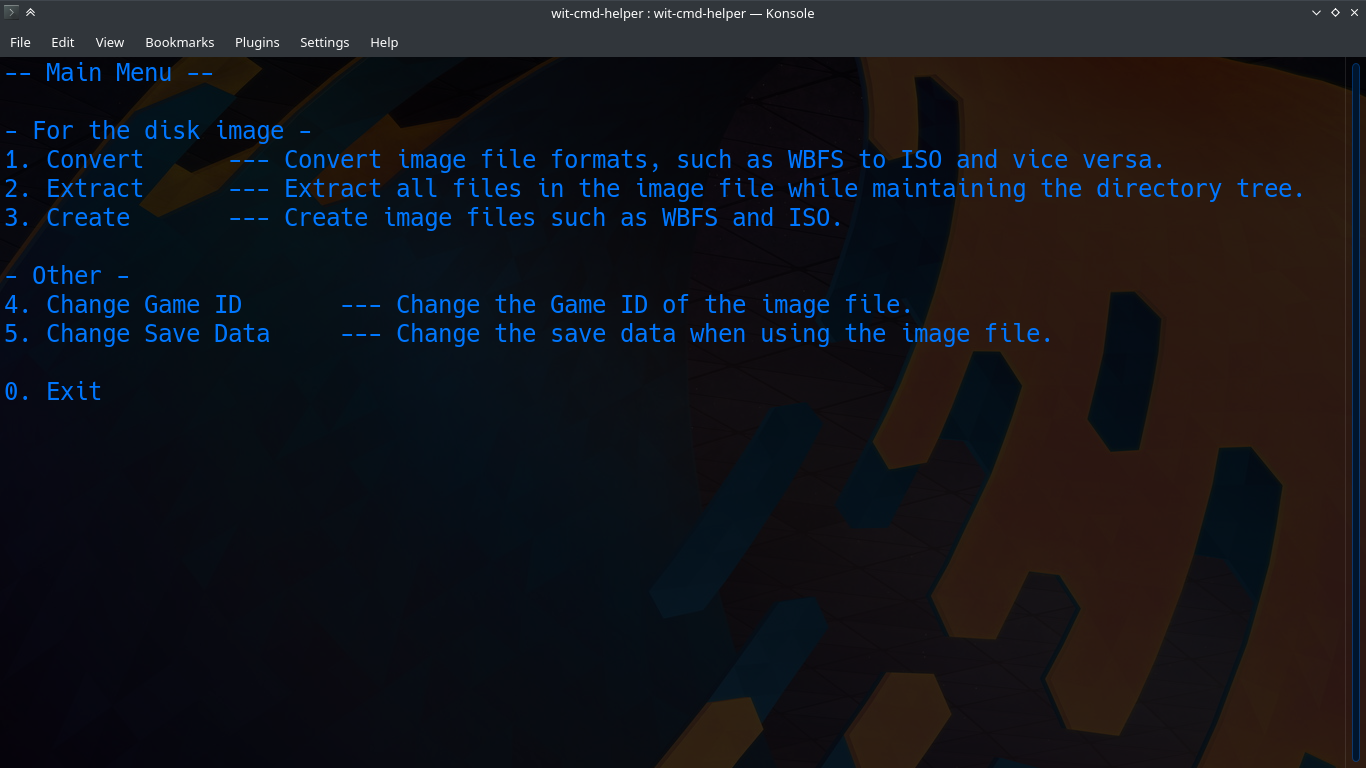 wit-cmd-helper : wit-cmd-helper — Konsole
File Edit View Bookmarks Plugins Settings Help
-- Main Menu --
- For the disk image -
1. Convert      --- Convert image file formats, such as WBFS to ISO and vice versa.
2. Extract      --- Extract all files in the image file while maintaining the directory tree.
3. Create       --- Create image files such as WBFS and ISO.
- Other -
4. Change Game ID       --- Change the Game ID of the image file.
5. Change Save Data     --- Change the save data when using the image file.
0. Exit